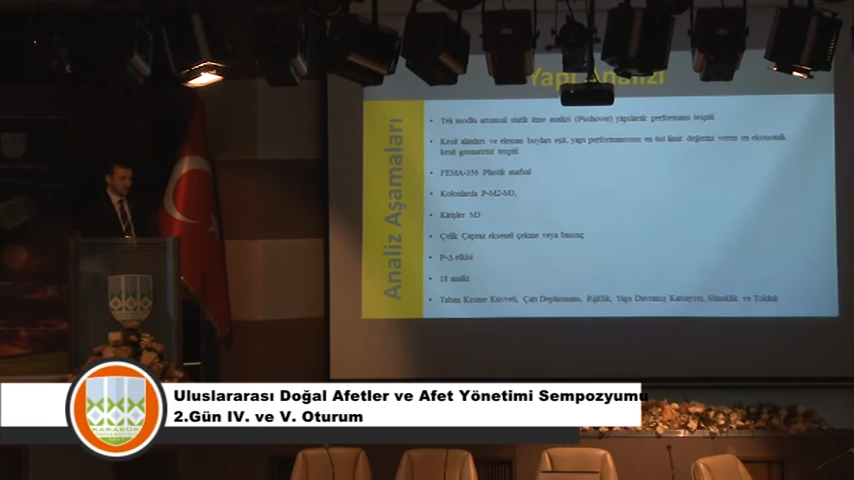 Yapı Analizi
Analiz Aşamaları
• Tek modlu artımsal statik itme analizi (Pushover) yapılarak performans tespiti
• Kesit alanları ve eleman boyları eşit, yapı performansının en üst limit değerini veren en ekonomik
kesit geometrisi tespiti
• FEMA-356 Plastik mafsal
• Kolonlarda P-M2-M3,
• Kirişler M3
• Çelik Çapraz eksenel çekme veya basınç
• P-Δ etkisi
• 18 analiz
• Taban Kesme Kuvveti, Çatı Deplasmanı, Rijitlik, Yapı Davranış Katsayısı, Süneklik ve Tokluk
Uluslararası Doğal Afetler ve Afet Yönetimi Sempozyumu
2.Gün IV. ve V. Oturum
KARABÜK